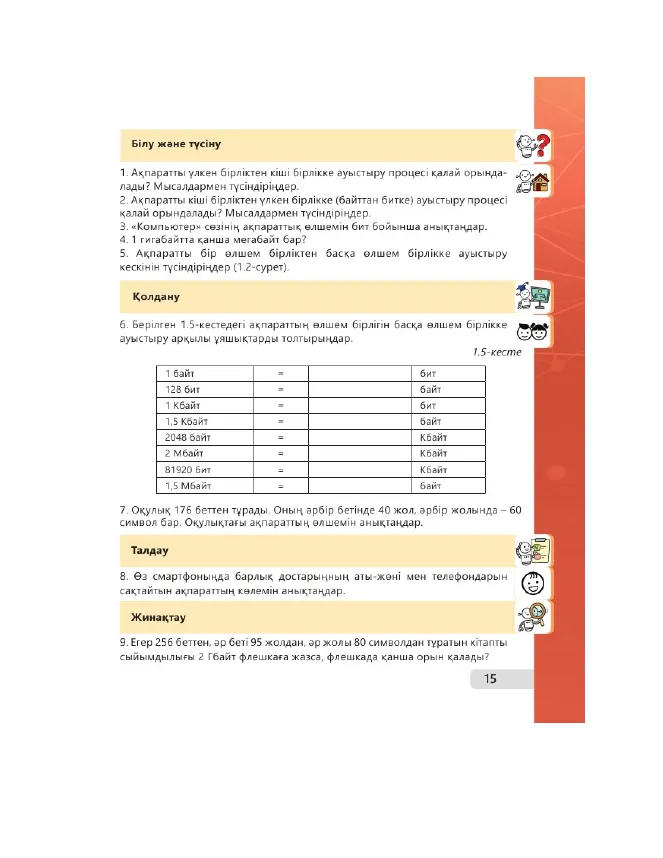 Білу және түсіну
1. Ақпаратты үлкен бірліктен кіші бірлікке ауыстыру процесі қалай орында-
лады? Мысалдармен түсіндіріңдер.
2. Ақпаратты кіші бірліктен үлкен бірлікке (байттан битке) ауыстыру процесі
қалай орындалады? Мысалдармен түсіндіріңдер.
3. «Компьютер» сөзінің ақпараттық өлшемін бит бойынша анықтаңдар.
4. 1 гигабайтта қанша мегабайт бар?
5. Ақпаратты бір өлшем бірліктен басқа өлшем бірлікке ауыстыру
кескінін түсіндіріңдер (1.2-сурет).
Қолдану
6. Берілген 1.5-кестедегі ақпараттың өлшем бірлігін басқа өлшем бірлікке
ауыстыру арқылы ұяшықтарды толтырыңдар.
1.5-кесте
1 байт = бит
128 бит = байт
1 Кбайт = бит
1,5 Кбайт = байт
2048 байт = Кбайт
2 Мбайт = Кбайт
81920 бит = Кбайт
1,5 Мбайт = байт
7. Оқулық 176 беттен тұрады. Оның әрбір бетінде 40 жол, әрбір жолында – 60
символ бар. Оқулықтағы ақпараттың өлшемін анықтаңдар.
Талдау
8. Өз смартфоныңда барлық достарыңның аты-жөні мен телефондарын
сақтайтын ақпараттың көлемін анықтаңдар.
Жинақтау
9. Егер 256 беттен, әр беті 95 жолдан, әр жолы 80 символдан тұратын кітапты
сыйымдылығы 2 Гбайт флешкаға жазса, флешкада қанша орын қалады?
15